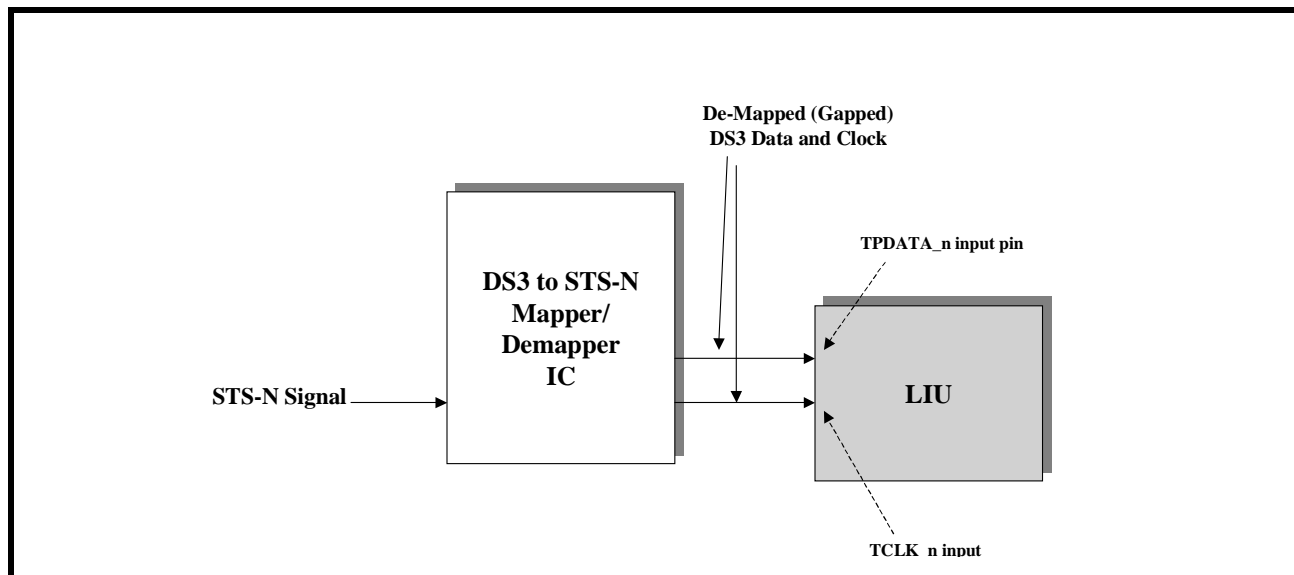 De-Mapped (Gapped)
DS3 Data and Clock
TPDATA_n input pin
DS3 to STS-N
Mapper/
Demapper
IC
STS-N Signal
LIU
TCLK_n input